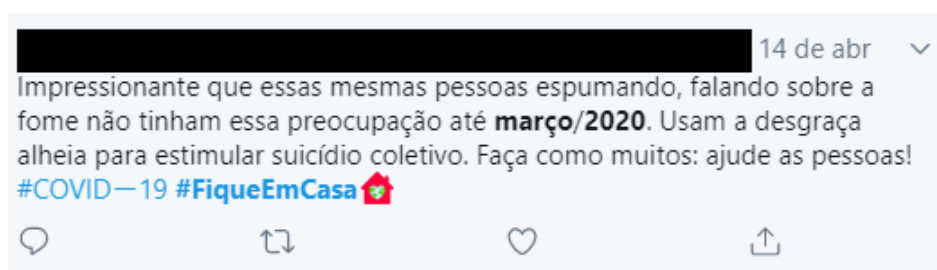 14 de abr
Impressionante que essas mesmas pessoas espumando, falando sobre a
fome não tinham essa preocupação até março/2020. Usam a desgraça
alheia para estimular suicídio coletivo. Faça como muitos: ajude as pessoas!
#COVID—19 #FiqueEmCasa